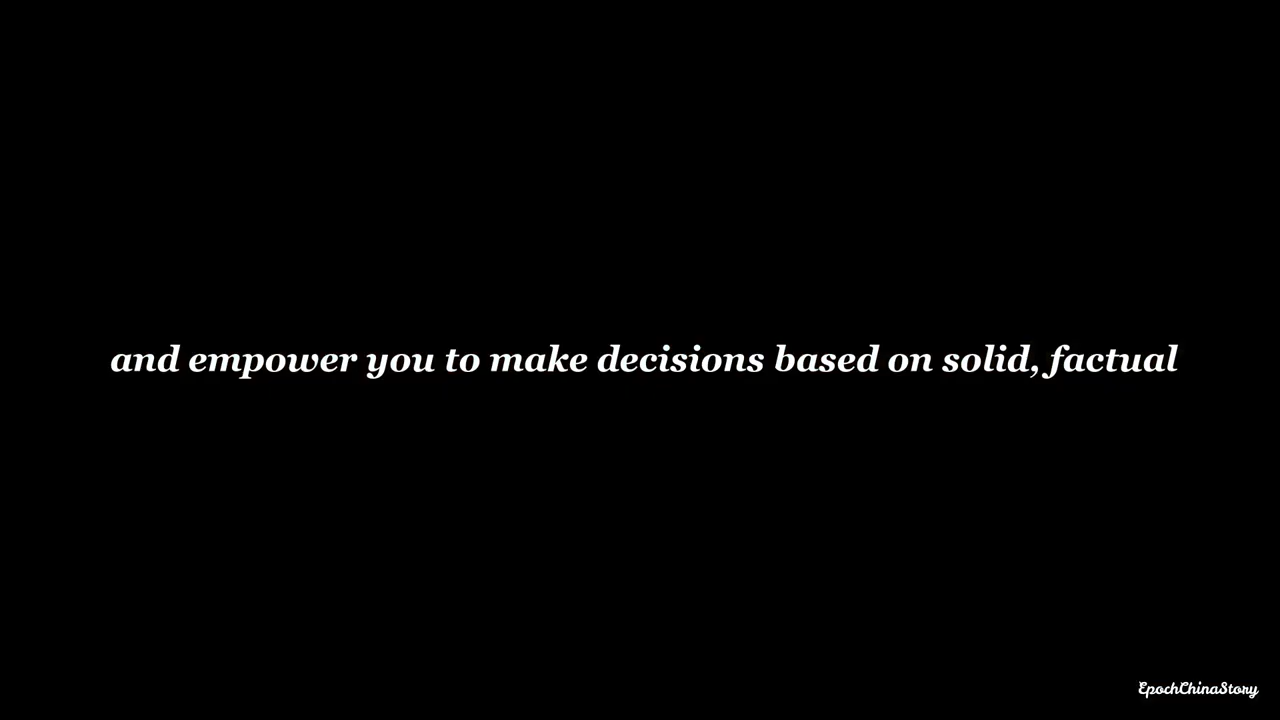 and empower you to make decisions based on solid, factual
EpochChinaStory